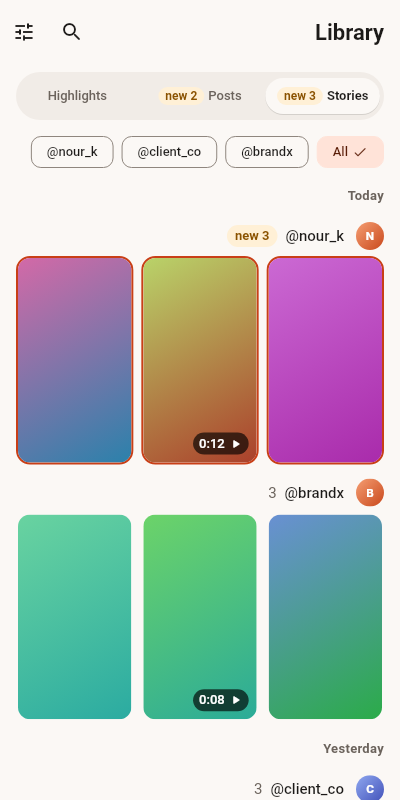 Library
Stories new 3
Posts new 2
Highlights
All
@brandx
@client_co
@nour_k
Today
N @nour_k new 3
0:12
B @brandx 3
0:08
Yesterday
C @client_co 3